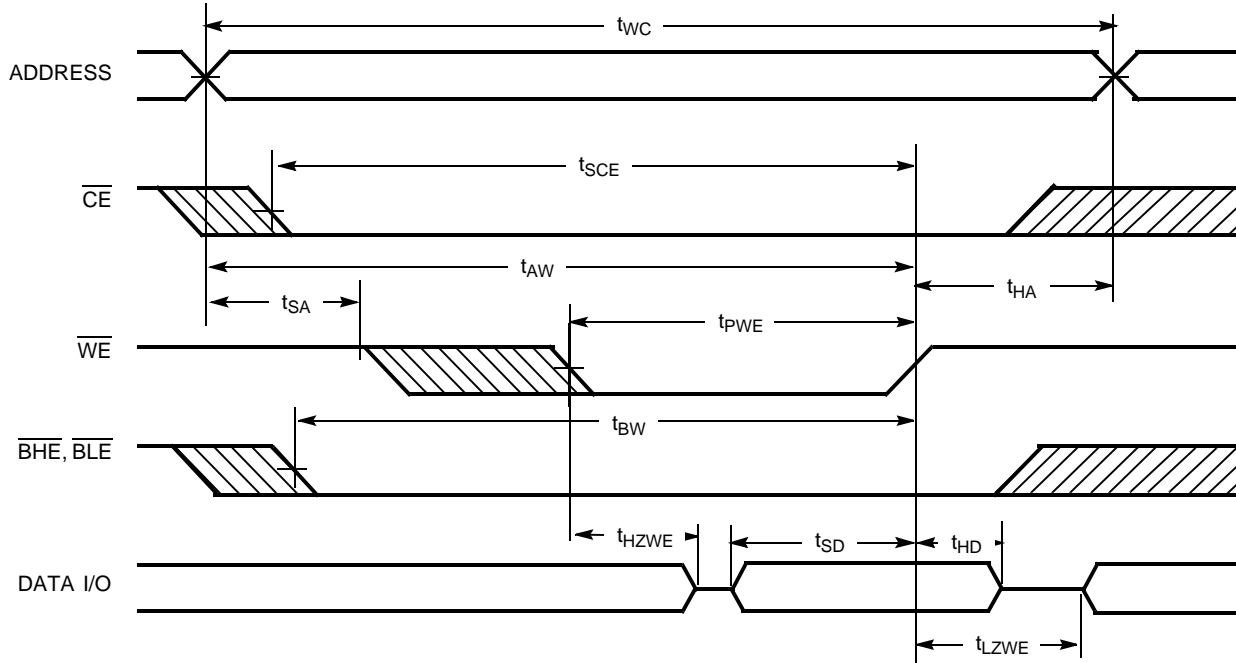 tWC
ADDRESS
tSCE
CE
tAW
tSA
tHA
tPWE
WE
tBW
BHE, BLE
tHZWE
tSD
tHD
DATA I/O
tLZWE